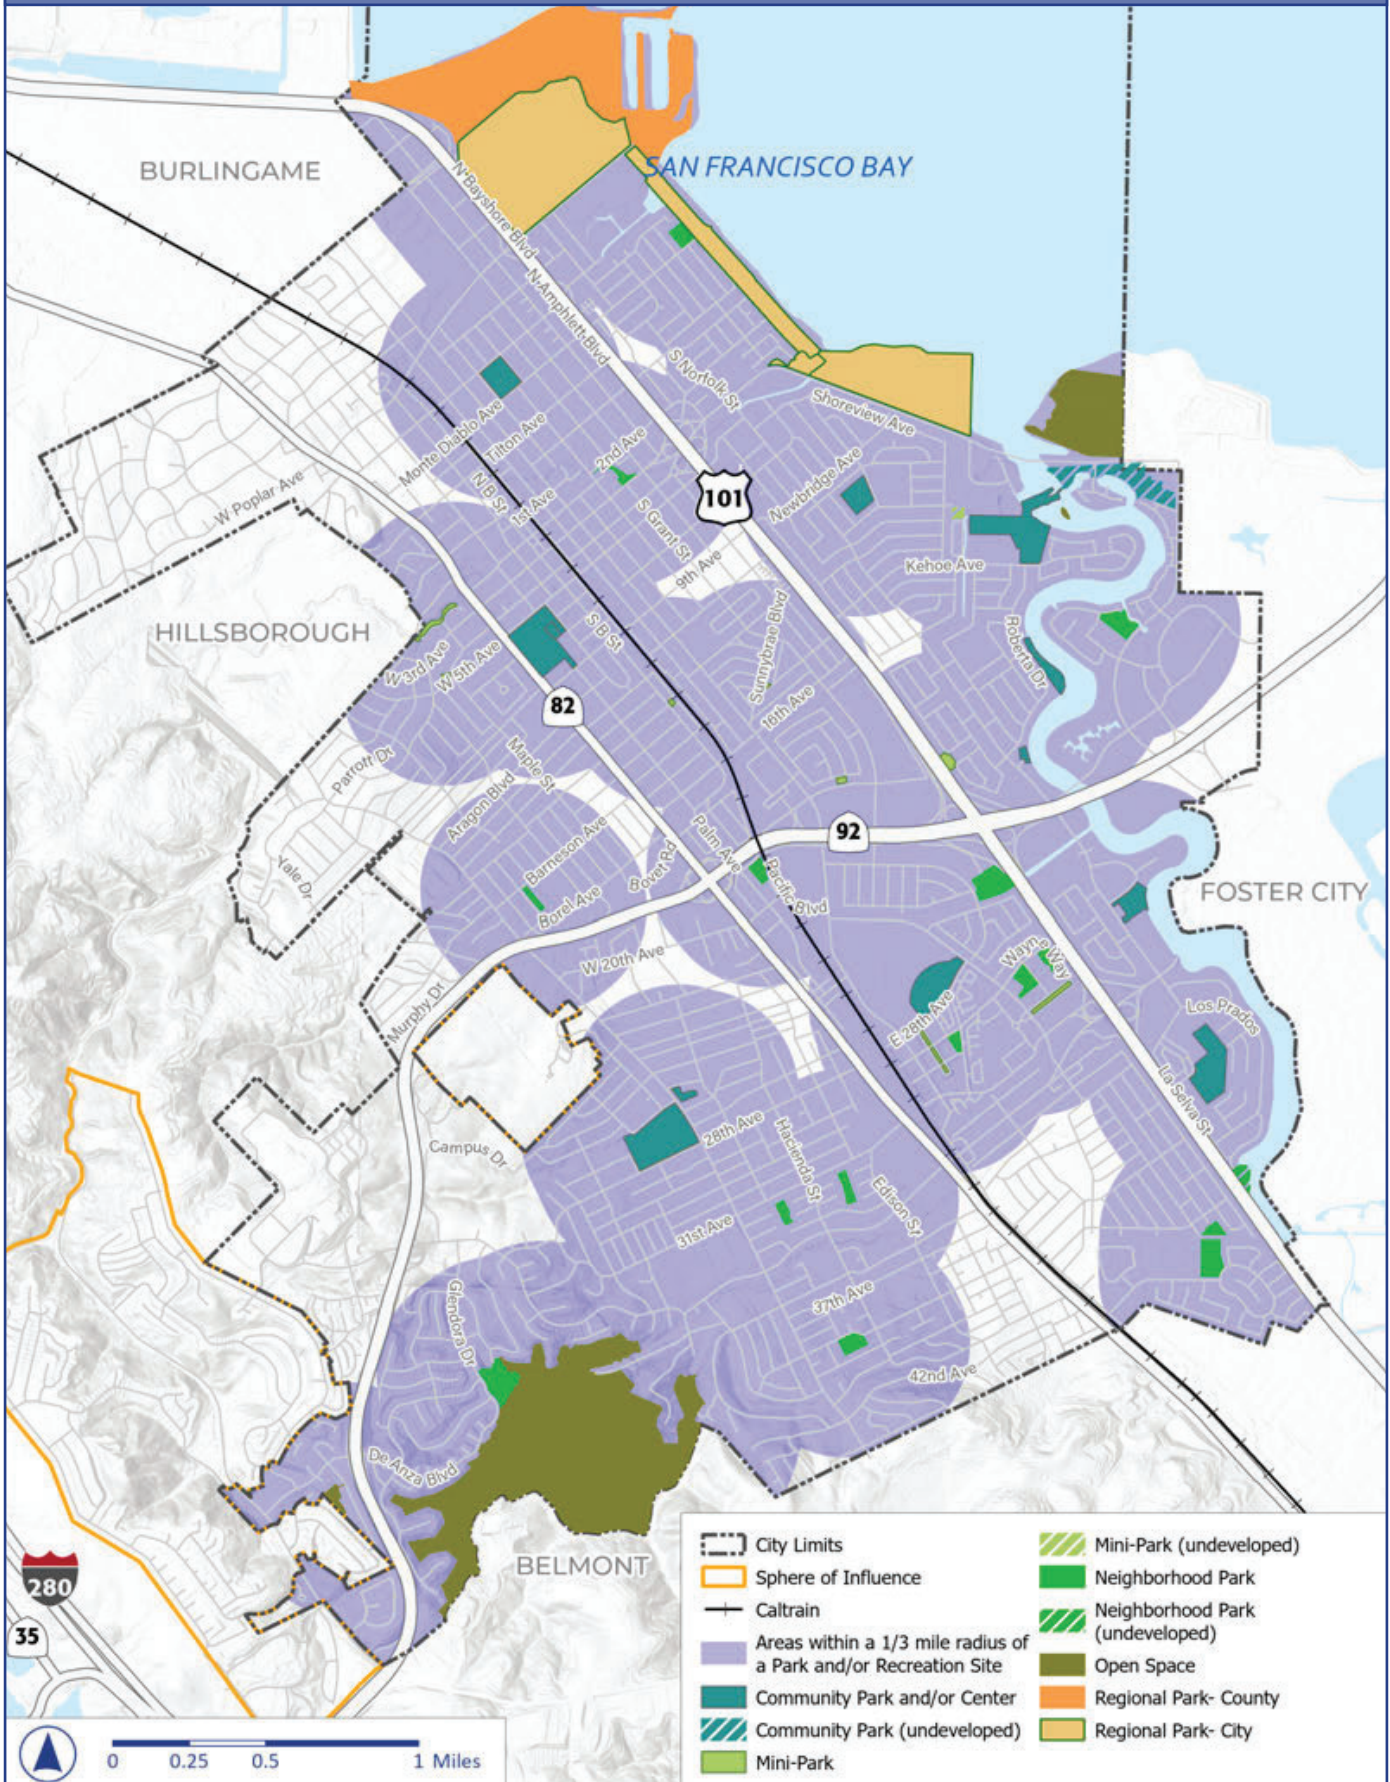 BURLINGAME
SAN FRANCISCO BAY
N Bayshore Blvd
N Amphlett Blvd
S Norfolk St
Shoreview Ave
Monte Diablo Ave
Tilton Ave
2nd Ave
N B St
1st Ave
W Poplar Ave
101
Newbridge Ave
S Grant St
9th Ave
Kehoe Ave
HILLSBOROUGH
S B St
Sunnybrae Blvd
Roberta Dr
W 3rd Ave
W 5th Ave
82
16th Ave
Parrott Dr
Maple St
Aragon Blvd
Barneson Ave
Palm Ave
92
Bovet Rd
Yale Dr
Borel Ave
Pacific Blvd
FOSTER CITY
W 20th Ave
Wayne Way
Murphy Dr
E 28th Ave
Los Prados
La Selva St
28th Ave
Campus Dr
Hacienda St
Edison St
31st Ave
Glendora Dr
37th Ave
42nd Ave
De Anza Blvd
BELMONT
280
35
City Limits
Sphere of Influence
Caltrain
Areas within a 1/3 mile radius of
a Park and/or Recreation Site
Community Park and/or Center
Community Park (undeveloped)
Mini-Park
Mini-Park (undeveloped)
Neighborhood Park
Neighborhood Park
(undeveloped)
Open Space
Regional Park- County
Regional Park- City
0 0.25 0.5 1 Miles